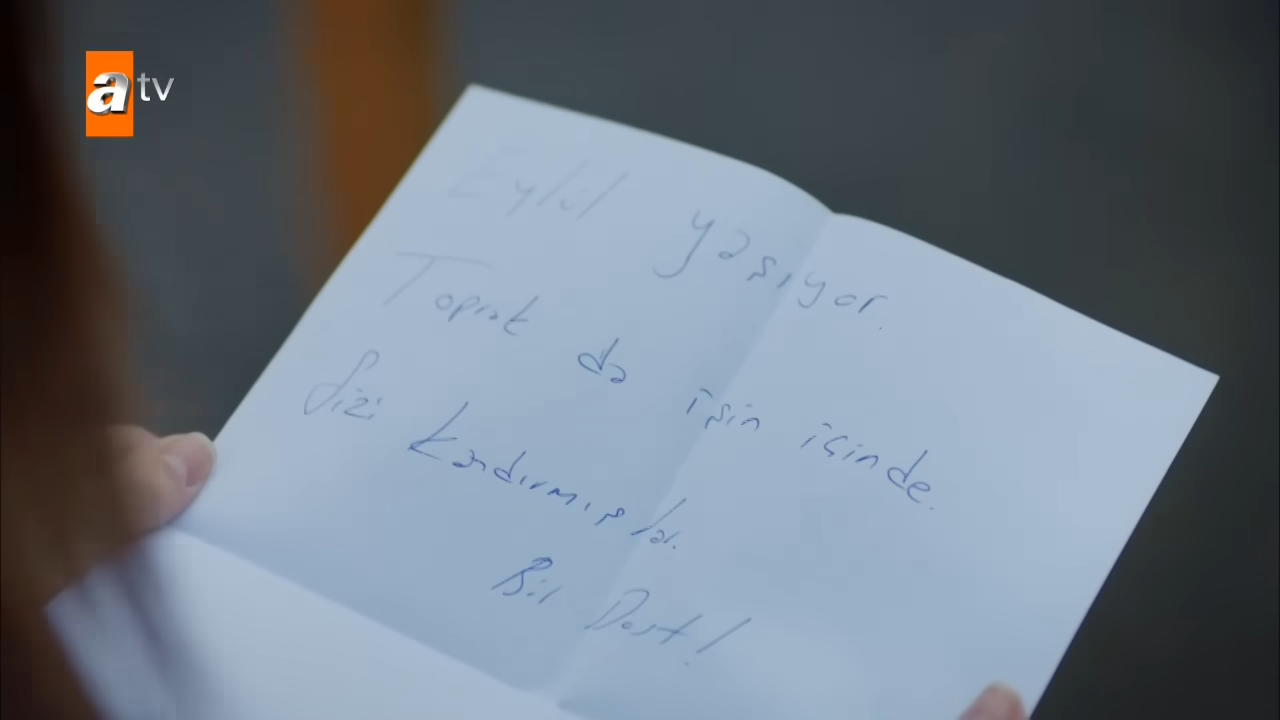 atv
Eylül yaşıyor.
Toprak da işin içinde.
Sizi kandırmışlar.
Bir Dost!